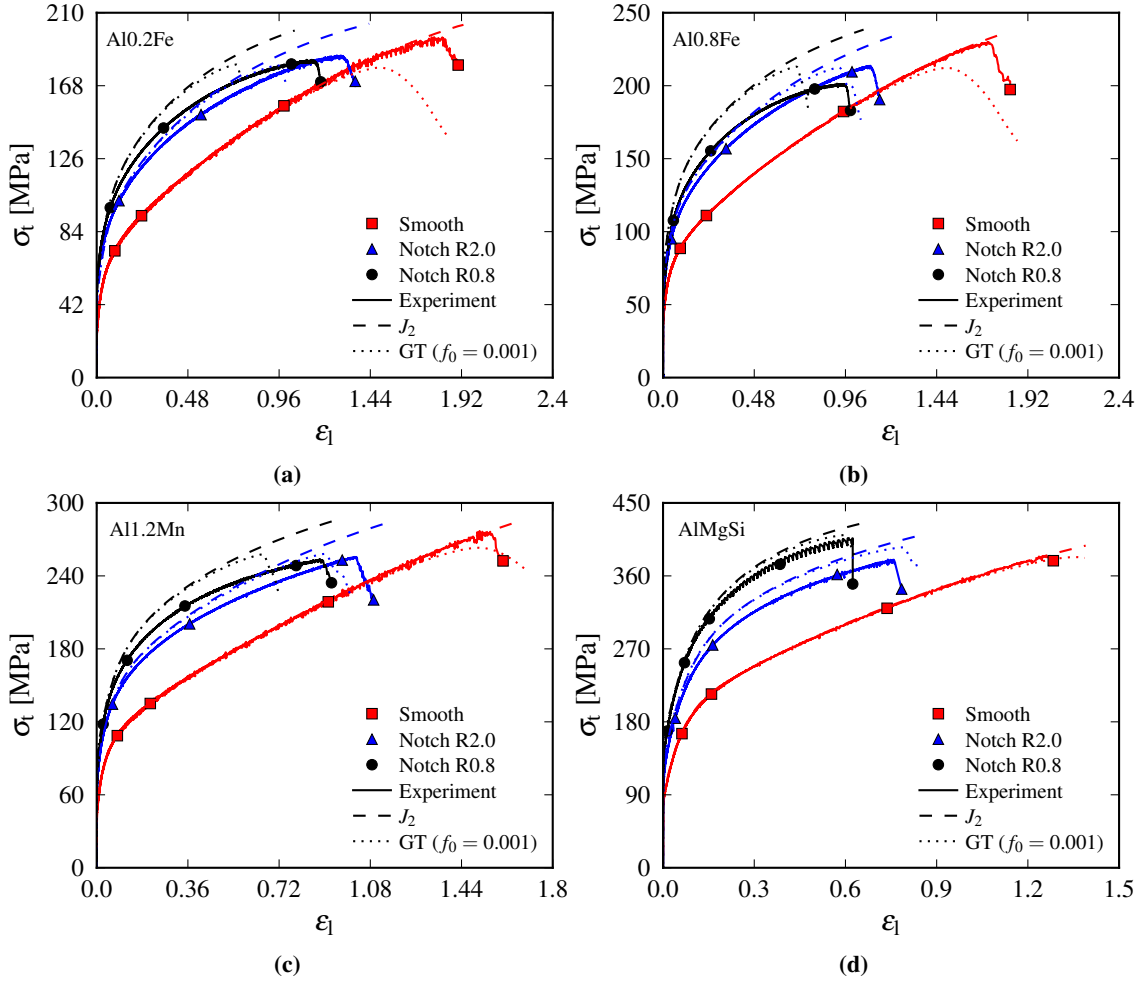 Al0.2Fe
σt [MPa]
210
168
126
84
42
0
0.0 0.48 0.96 1.44 1.92 2.4
εl
Smooth
Notch R2.0
Notch R0.8
Experiment
J2
GT (f0 = 0.001)
(a)
Al0.8Fe
σt [MPa]
250
200
150
100
50
0
0.0 0.48 0.96 1.44 1.92 2.4
εl
Smooth
Notch R2.0
Notch R0.8
Experiment
J2
GT (f0 = 0.001)
(b)
Al1.2Mn
σt [MPa]
300
240
180
120
60
0
0.0 0.36 0.72 1.08 1.44 1.8
εl
Smooth
Notch R2.0
Notch R0.8
Experiment
J2
GT (f0 = 0.001)
(c)
AlMgSi
σt [MPa]
450
360
270
180
90
0
0.0 0.3 0.6 0.9 1.2 1.5
εl
Smooth
Notch R2.0
Notch R0.8
Experiment
J2
GT (f0 = 0.001)
(d)